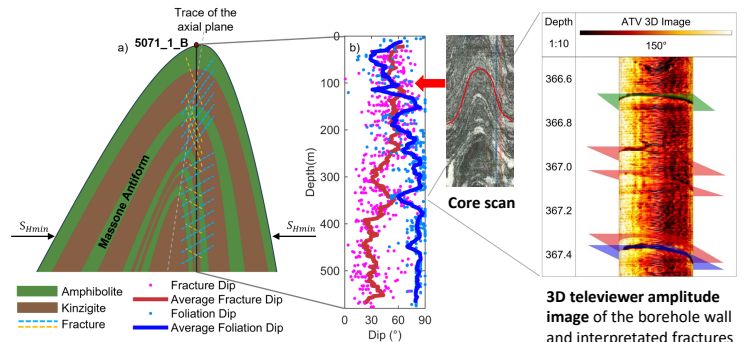 Trace of the
axial plane
5071_1_B
a)
Massone Antiform
S_Hmin
S_Hmin
Amphibolite
Kinzigite
Fracture
b)
0
100
200
300
400
500
Depth(m)
0 30 60 90
Dip (°)
Fracture Dip
Average Fracture Dip
Foliation Dip
Average Foliation Dip
Core scan
Depth
1:10
ATV 3D Image
150°
366.6
366.8
367.0
367.2
367.4
3D televiewer amplitude
image of the borehole wall
and interpretated fractures